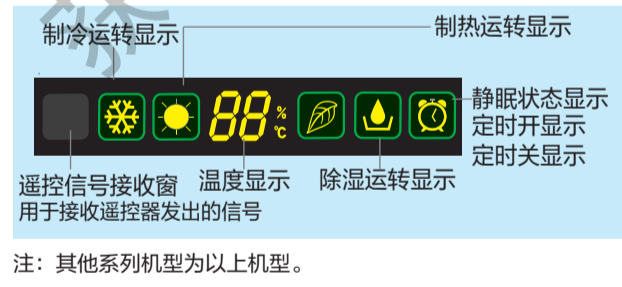 制冷运转显示
制热运转显示
88
%
℃
静眠状态显示
定时开显示
定时关显示
遥控信号接收窗
用于接收遥控器发出的信号
温度显示
除湿运转显示
注：其他系列机型为以上机型。